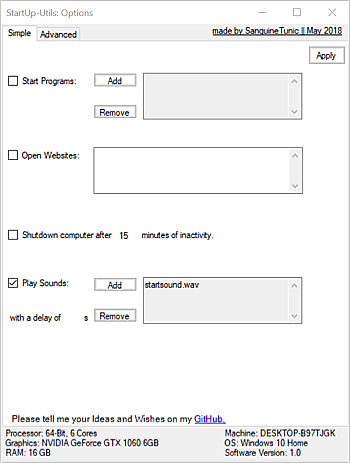 StartUp-Utils: Options
Simple Advanced
made by SanguineTunic || May 2018
Apply
Start Programs: Add
Remove
Open Websites:
Shutdown computer after 15 minutes of inactivity.
Play Sounds: Add startsound.wav
with a delay of s Remove
Please tell me your Ideas and Wishes on my GitHub.
Processor: 64-Bit, 6 Cores Machine: DESKTOP-B97TJGK
Graphics: NVIDIA GeForce GTX 1060 6GB OS: Windows 10 Home
RAM: 16 GB Software Version: 1.0